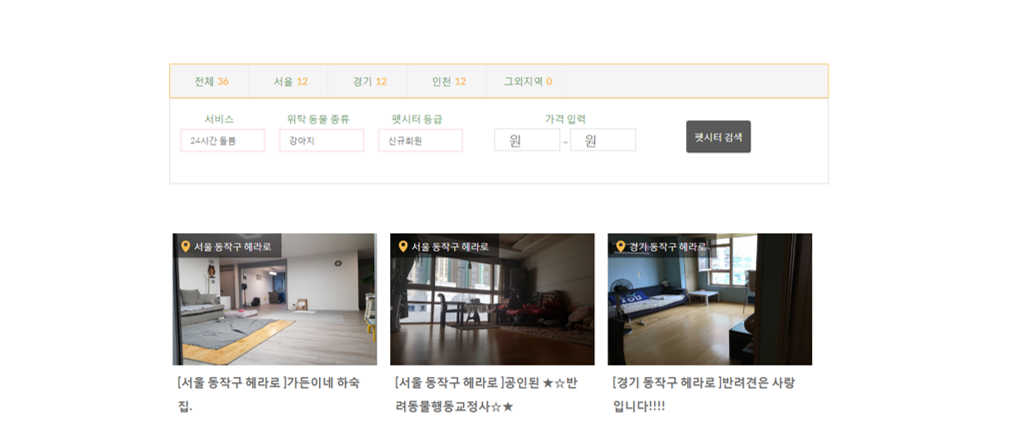 전체 36 서울 12 경기 12 인천 12 그외지역 0
서비스 위탁 동물 종류 펫시터 등급 가격 입력
24시간 돌봄 강아지 신규회원 원 ~ 원 펫시터 검색
서울 동작구 헤라로 서울 동작구 헤라로 경기 동작구 헤라로
[서울 동작구 헤라로 ]가든이네 하숙
집.
[서울 동작구 헤라로 ]공인된 ★☆반
려동물행동교정사☆★
[경기 동작구 헤라로 ]반려견은 사랑
입니다!!!!